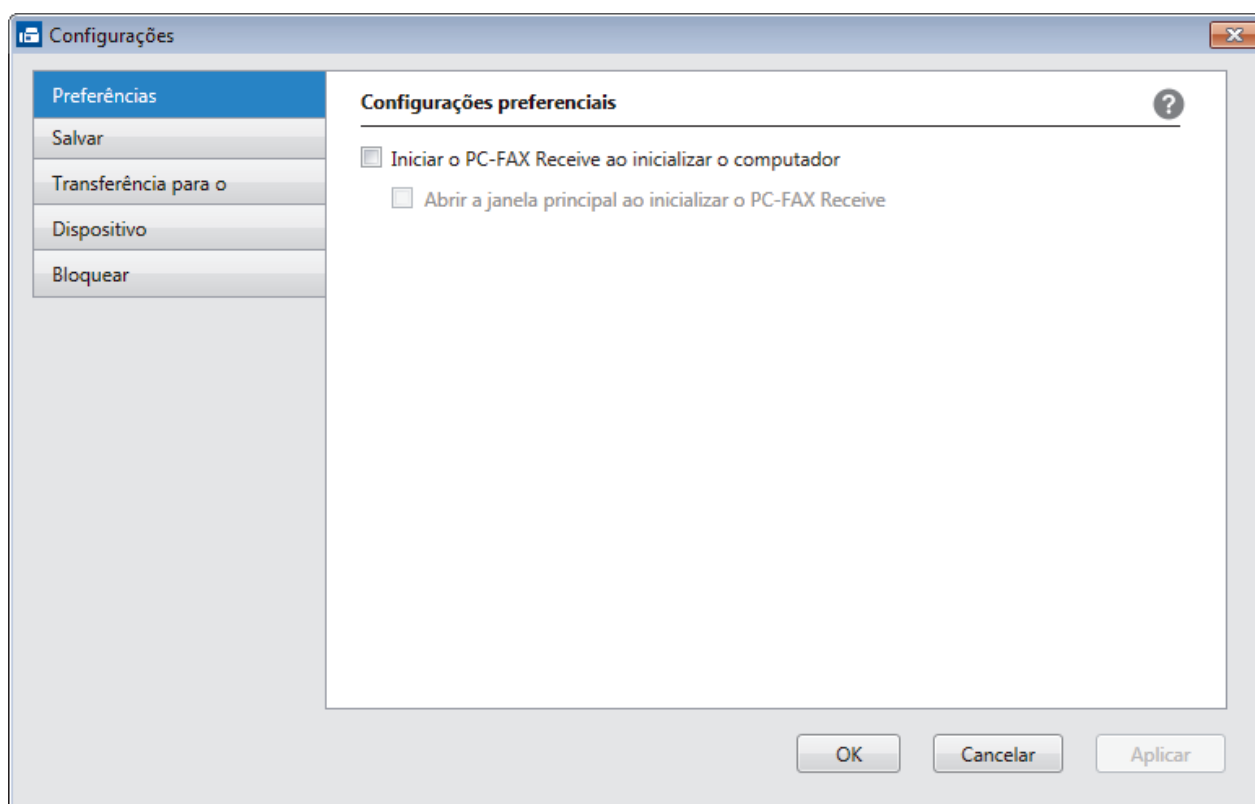 Configurações
Preferências
Salvar
Transferência para o
Dispositivo
Bloquear
Configurações preferenciais
?
Iniciar o PC-FAX Receive ao inicializar o computador
Abrir a janela principal ao inicializar o PC-FAX Receive
OK
Cancelar
Aplicar